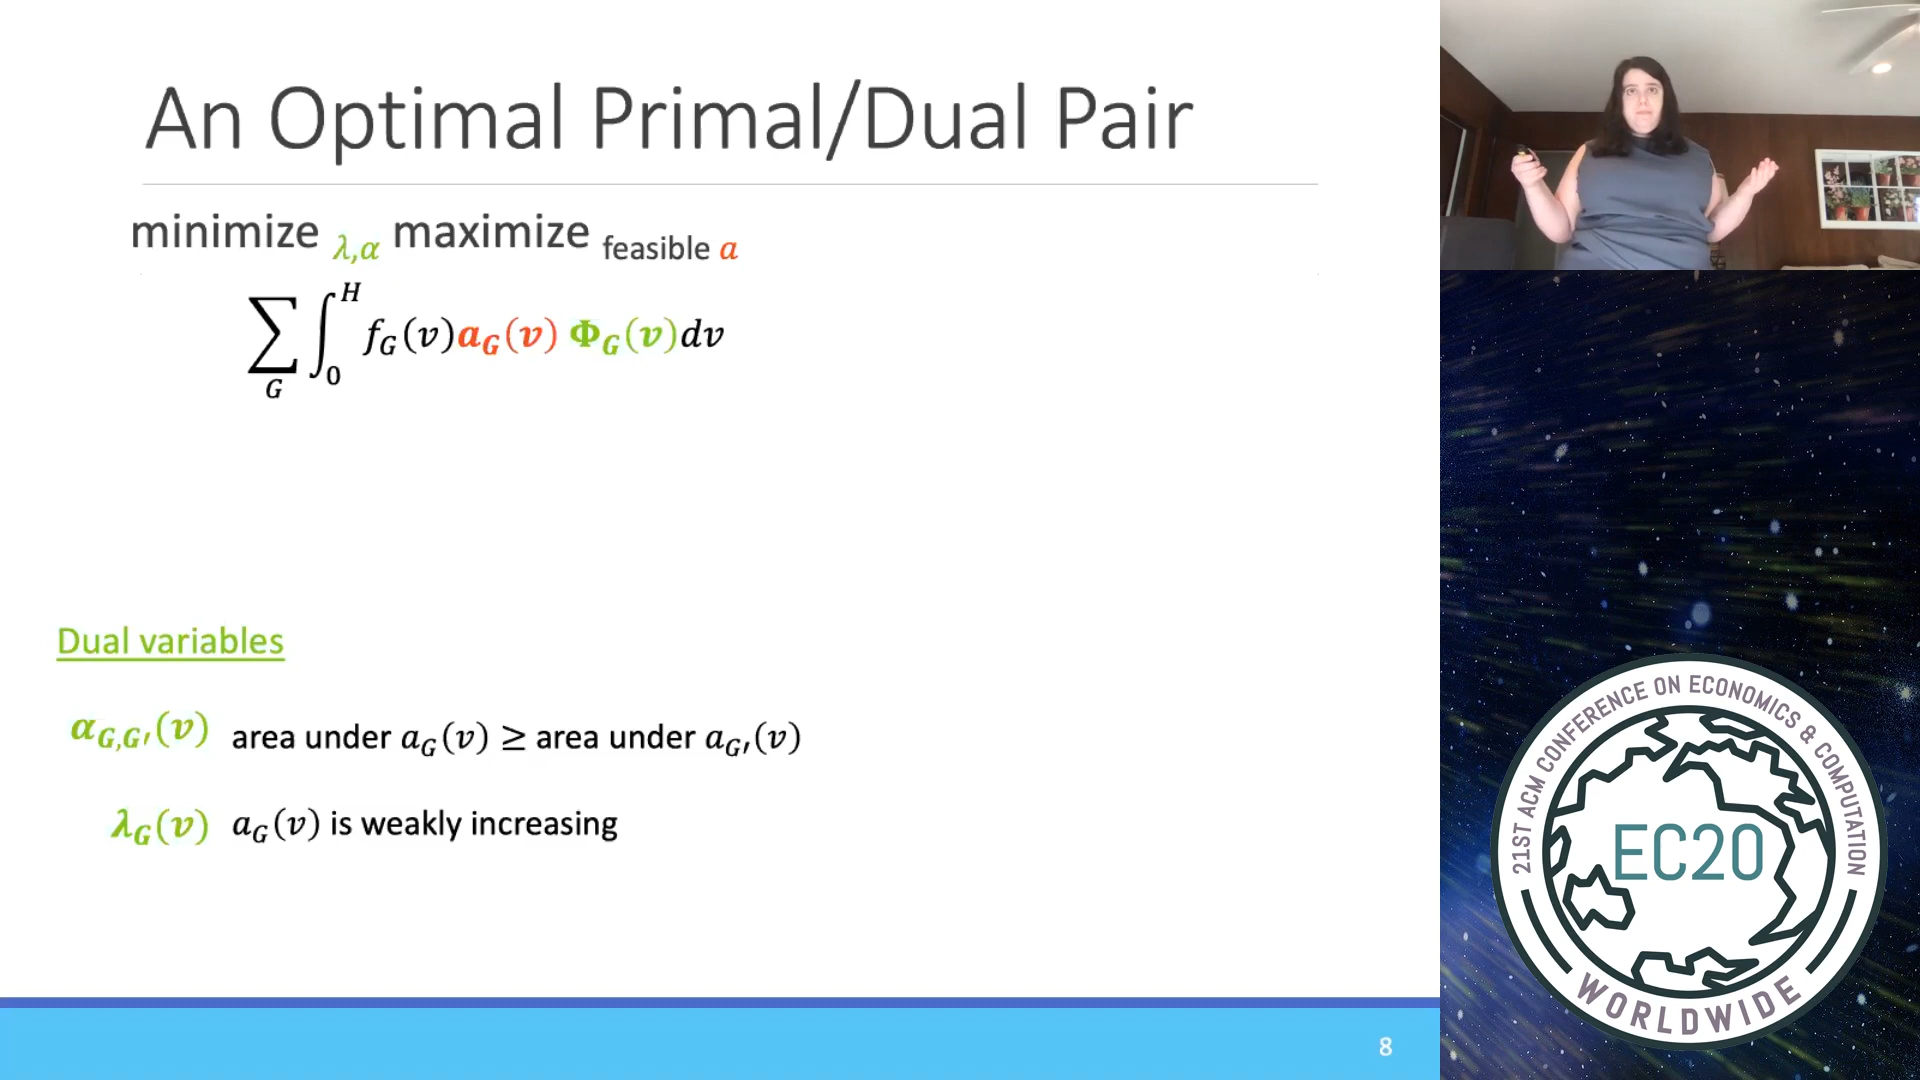 An Optimal Primal/Dual Pair
minimize λ,α maximize feasible a
∑_G ∫_0^H f_G(v) a_G(v) Φ_G(v)dv
Dual variables
α_{G,G'}(v) area under a_G(v) ≥ area under a_{G'}(v)
λ_G(v) a_G(v) is weakly increasing
8
21ST ACM CONFERENCE ON ECONOMICS & COMPUTATION
EC20
WORLDWIDE